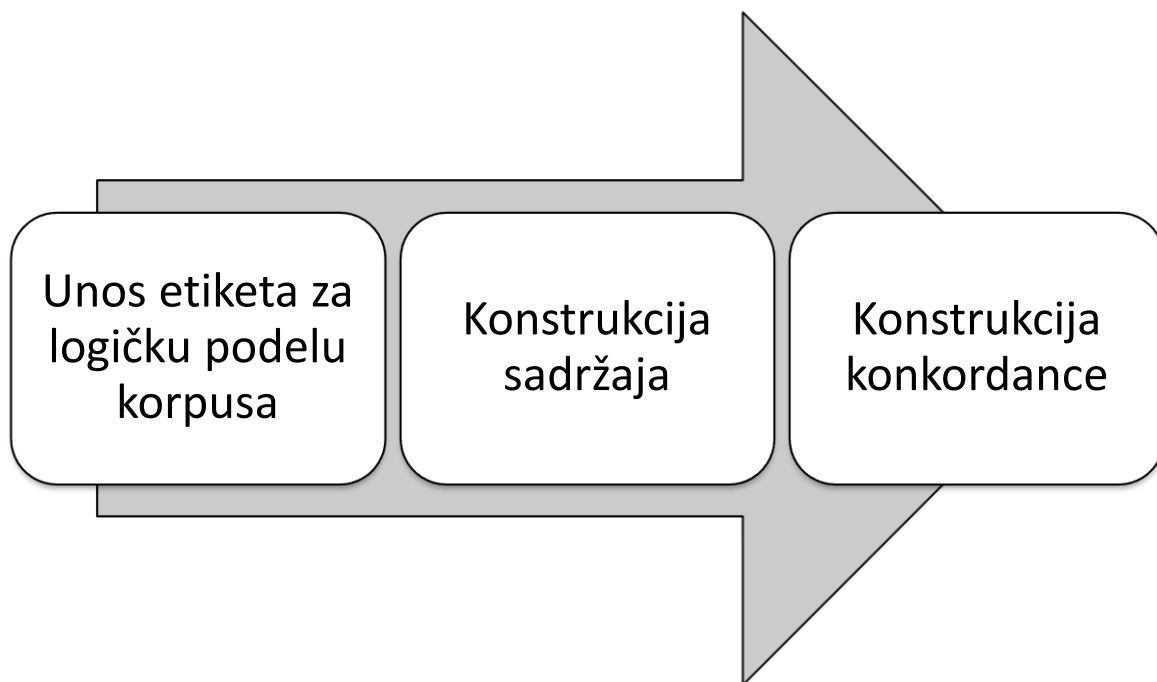 Unos etiketa za
logičku podelu
korpusa
Konstrukcija
sadržaja
Konstrukcija
konkordance